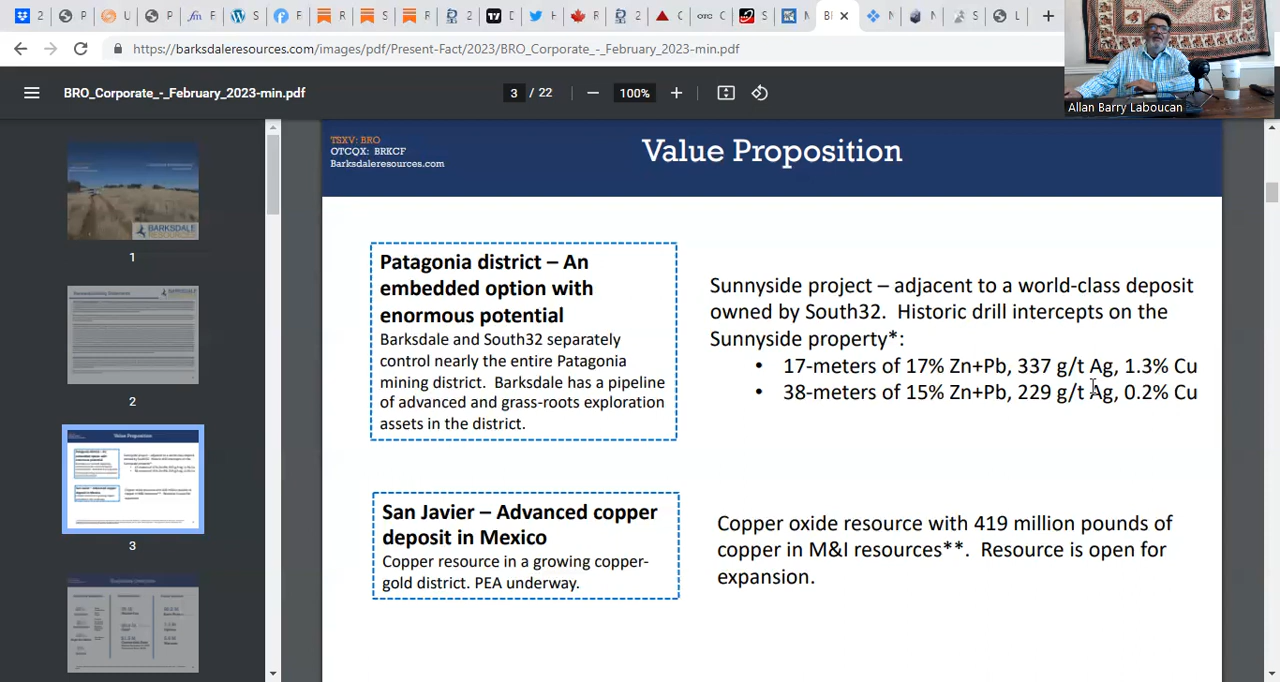 2
P
U
P
F
S
F
R
S
R
2
D
H
R
2
C
C
S
M
BI
N
N
S
L
https://barksdaleresources.com/images/pdf/Present-Fact/2023/BRO_Corporate_-_February_2023-min.pdf
Allan Barry Laboucan
BRO_Corporate_-_February_2023-min.pdf
3 / 22
100%
1
2
3
TSXV: BRO
OTCQX: BRKCF
Barksdaleresources.com
Value Proposition
Patagonia district – An
embedded option with
enormous potential
Barksdale and South32 separately
control nearly the entire Patagonia
mining district. Barksdale has a pipeline
of advanced and grass-roots exploration
assets in the district.
Sunnyside project – adjacent to a world-class deposit
owned by South32. Historic drill intercepts on the
Sunnyside property*:
• 17-meters of 17% Zn+Pb, 337 g/t Ag, 1.3% Cu
• 38-meters of 15% Zn+Pb, 229 g/t Ag, 0.2% Cu
San Javier – Advanced copper
deposit in Mexico
Copper resource in a growing copper-
gold district. PEA underway.
Copper oxide resource with 419 million pounds of
copper in M&I resources**. Resource is open for
expansion.